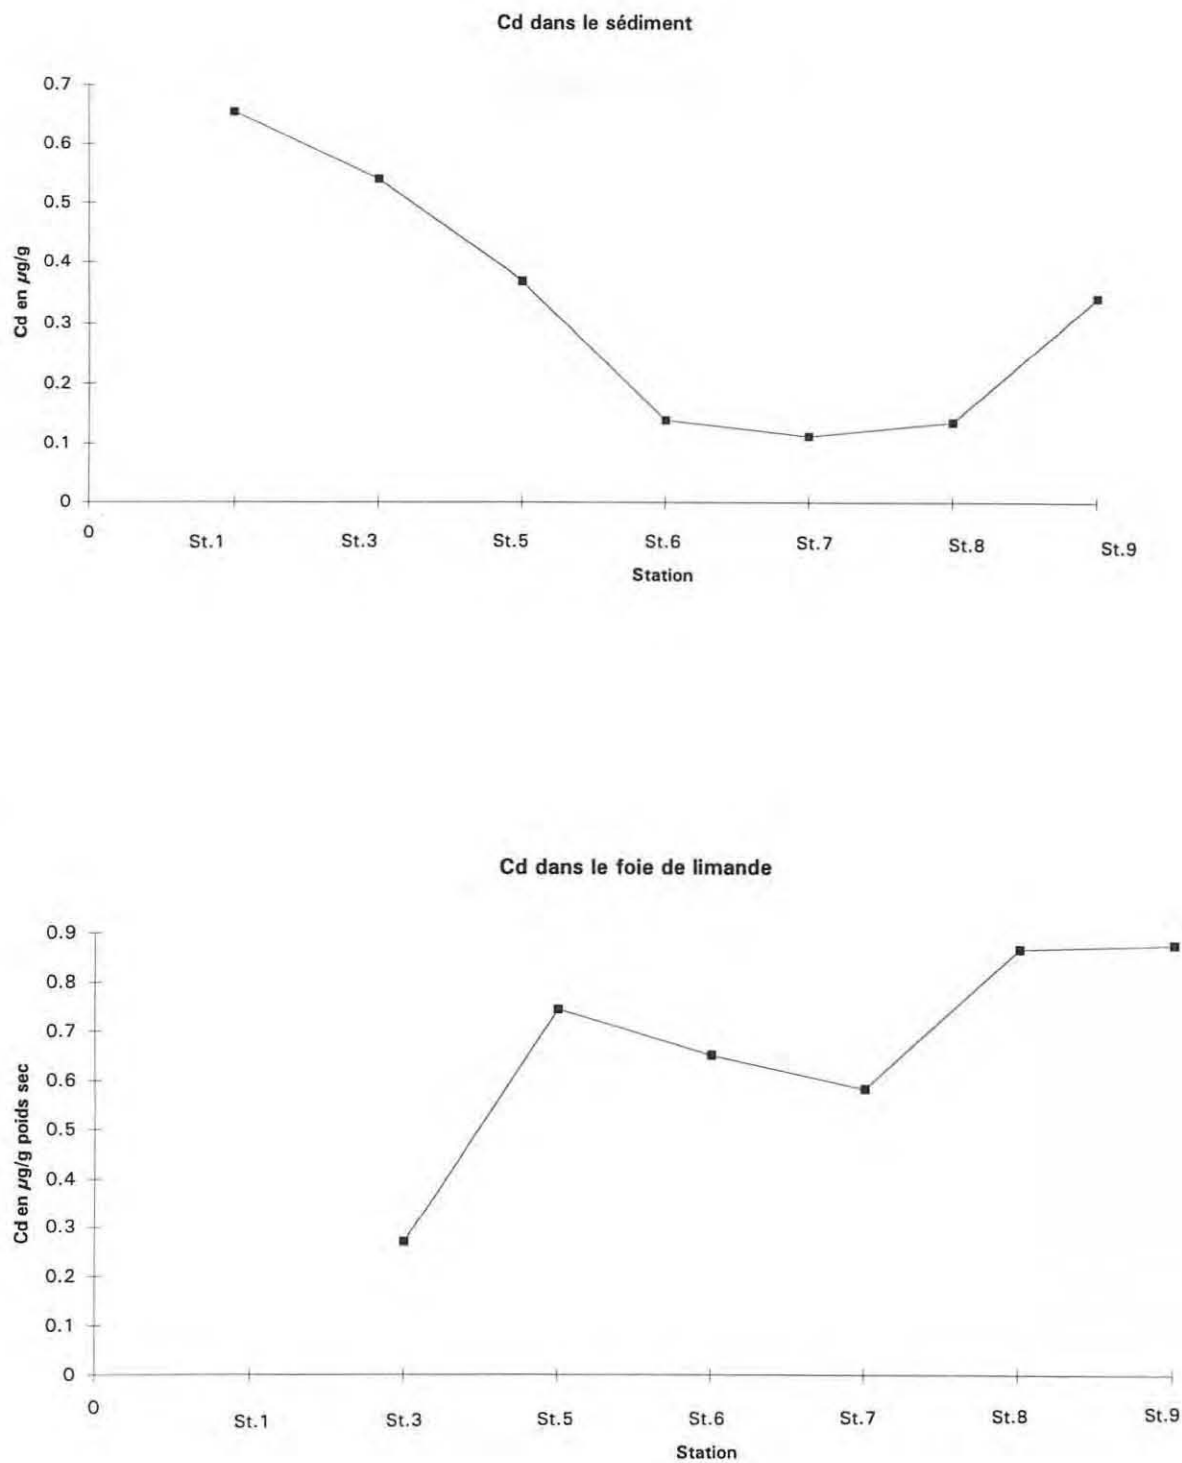 Cd dans le sédiment
Cd en µg/g
0.7
0.6
0.5
0.4
0.3
0.2
0.1
0
0 St.1 St.3 St.5 St.6 St.7 St.8 St.9
Station
Cd dans le foie de limande
Cd en µg/g poids sec
0.9
0.8
0.7
0.6
0.5
0.4
0.3
0.2
0.1
0
0 St.1 St.3 St.5 St.6 St.7 St.8 St.9
Station